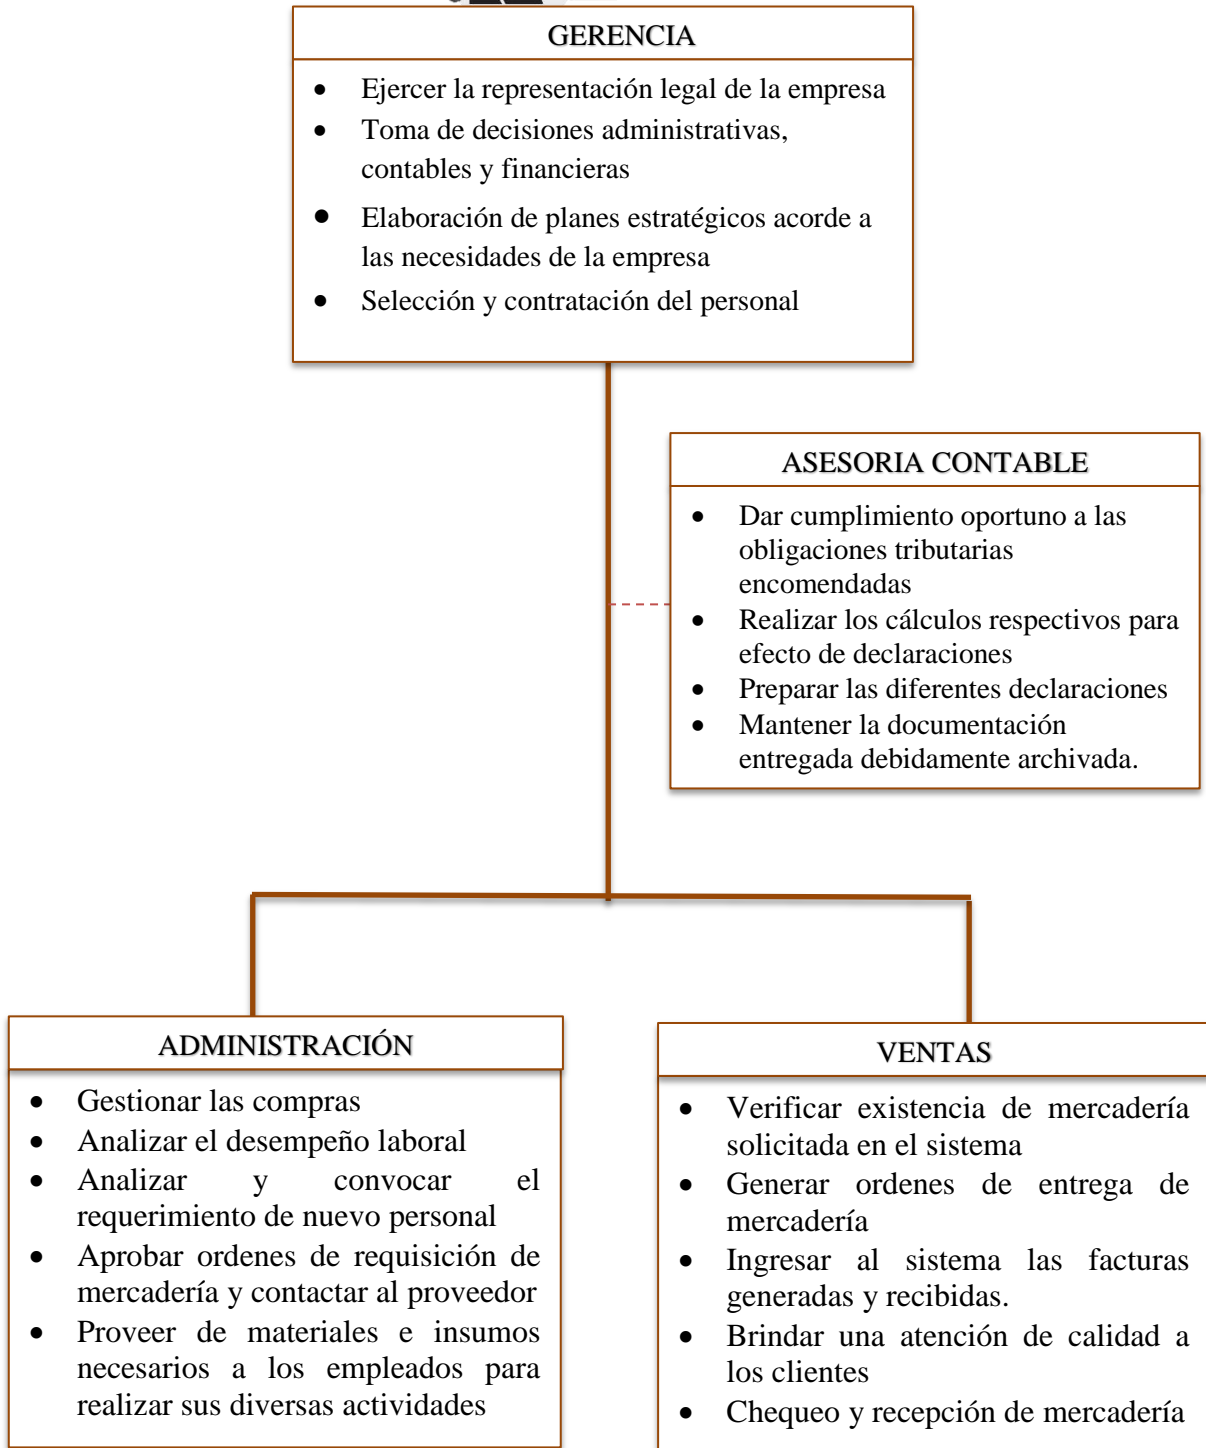 GERENCIA
• Ejercer la representación legal de la empresa
• Toma de decisiones administrativas,
contables y financieras
• Elaboración de planes estratégicos acorde a
las necesidades de la empresa
• Selección y contratación del personal
ASESORIA CONTABLE
• Dar cumplimiento oportuno a las
obligaciones tributarias
encomendadas
• Realizar los cálculos respectivos para
efecto de declaraciones
• Preparar las diferentes declaraciones
• Mantener la documentación
entregada debidamente archivada.
ADMINISTRACIÓN
• Gestionar las compras
• Analizar el desempeño laboral
• Analizar y convocar el
requerimiento de nuevo personal
• Aprobar ordenes de requisición de
mercadería y contactar al proveedor
• Proveer de materiales e insumos
necesarios a los empleados para
realizar sus diversas actividades
VENTAS
• Verificar existencia de mercadería
solicitada en el sistema
• Generar ordenes de entrega de
mercadería
• Ingresar al sistema las facturas
generadas y recibidas.
• Brindar una atención de calidad a
los clientes
• Chequeo y recepción de mercadería